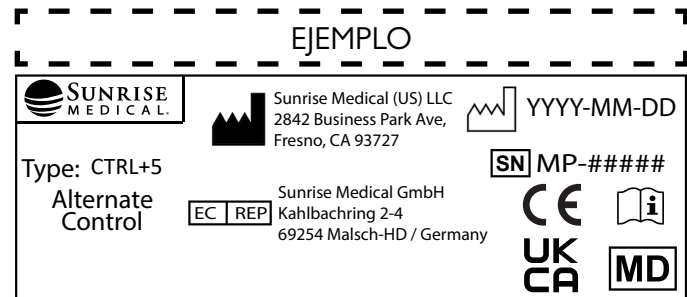 EJEMPLO
SUNRISE
MEDICAL.
Sunrise Medical (US) LLC
2842 Business Park Ave,
Fresno, CA 93727
YYYY-MM-DD
Type: CTRL+5
Alternate
Control
SN MP-#####
EC REP
Sunrise Medical GmbH
Kahlbachring 2-4
69254 Malsch-HD / Germany
CE
i
UK
CA
MD